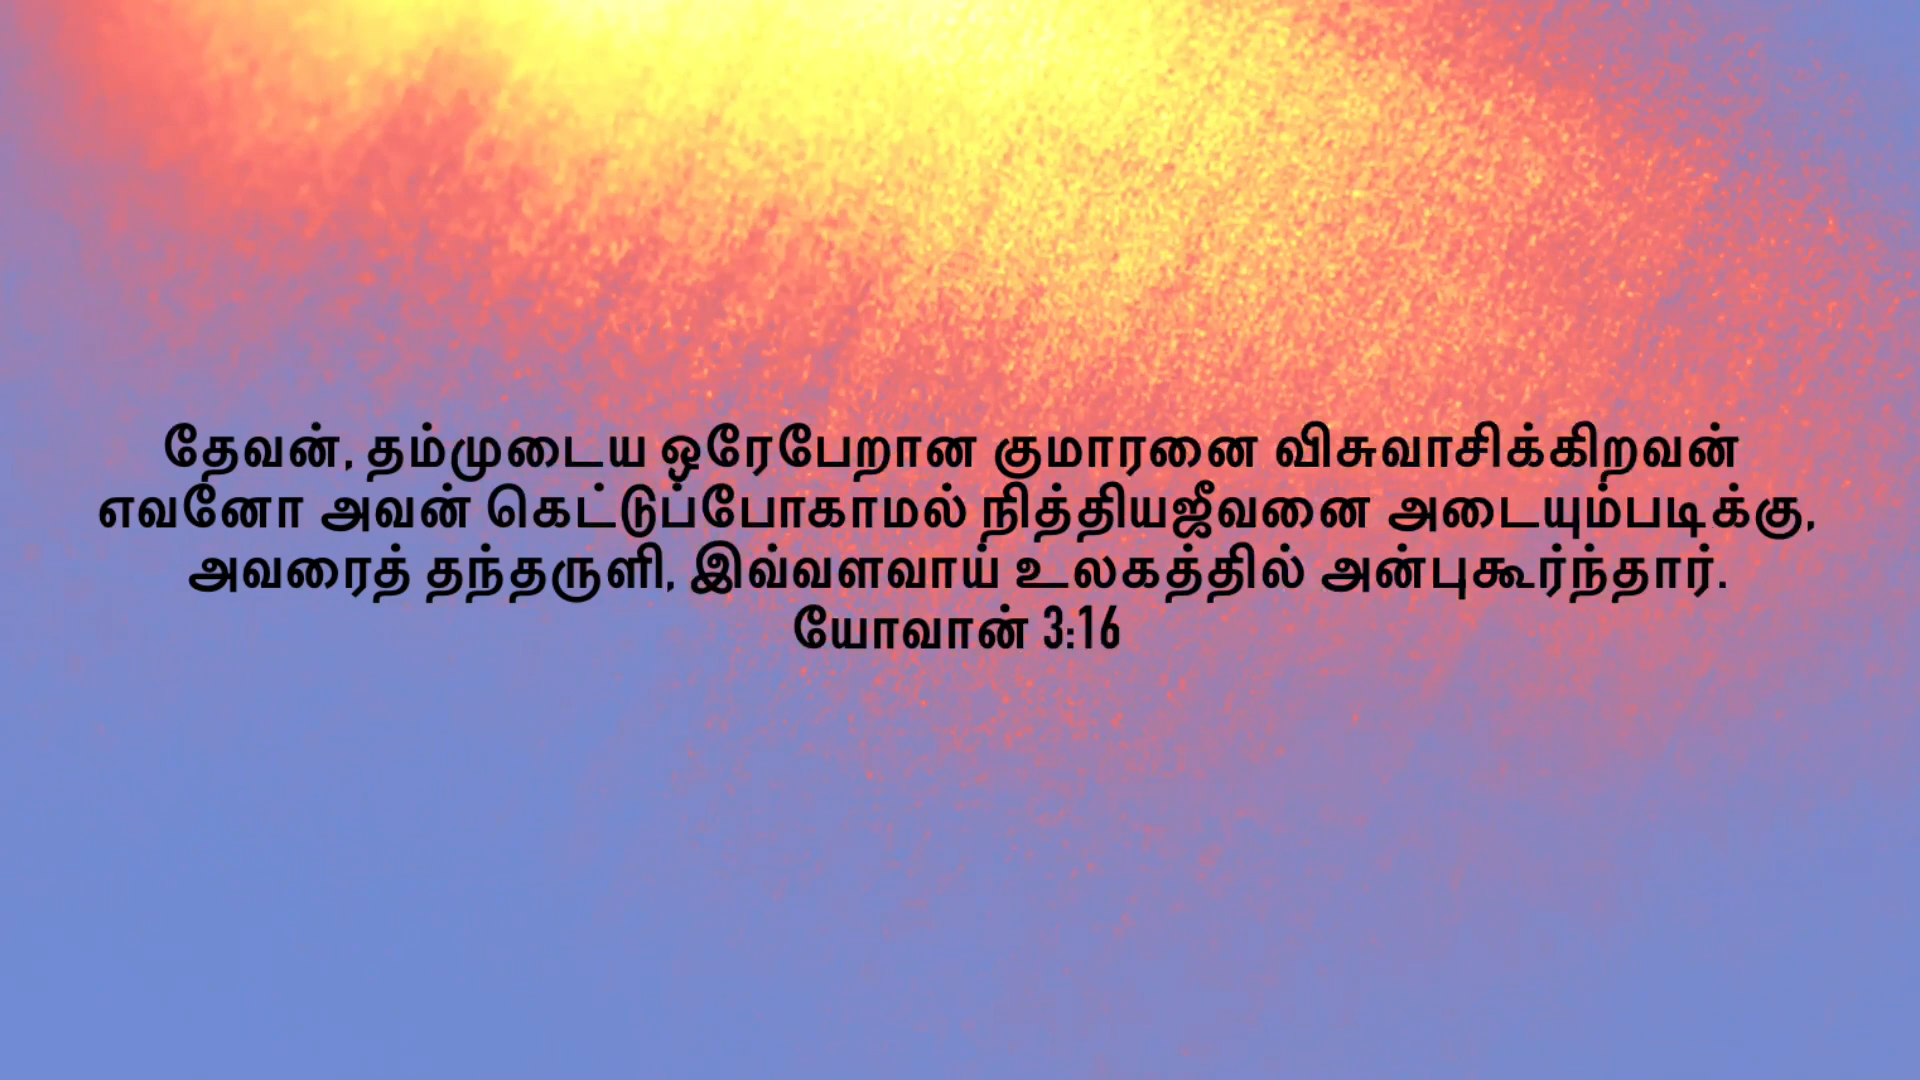 தேவன், தம்முடைய ஒரேபேறான குமாரனை விசுவாசிக்கிறவன்
எவனோ அவன் கெட்டுப்போகாமல் நித்தியஜீவனை அடையும்படிக்கு,
அவரைத் தந்தருளி, இவ்வளவாய் உலகத்தில் அன்புகூர்ந்தார்.
யோவான் 3:16